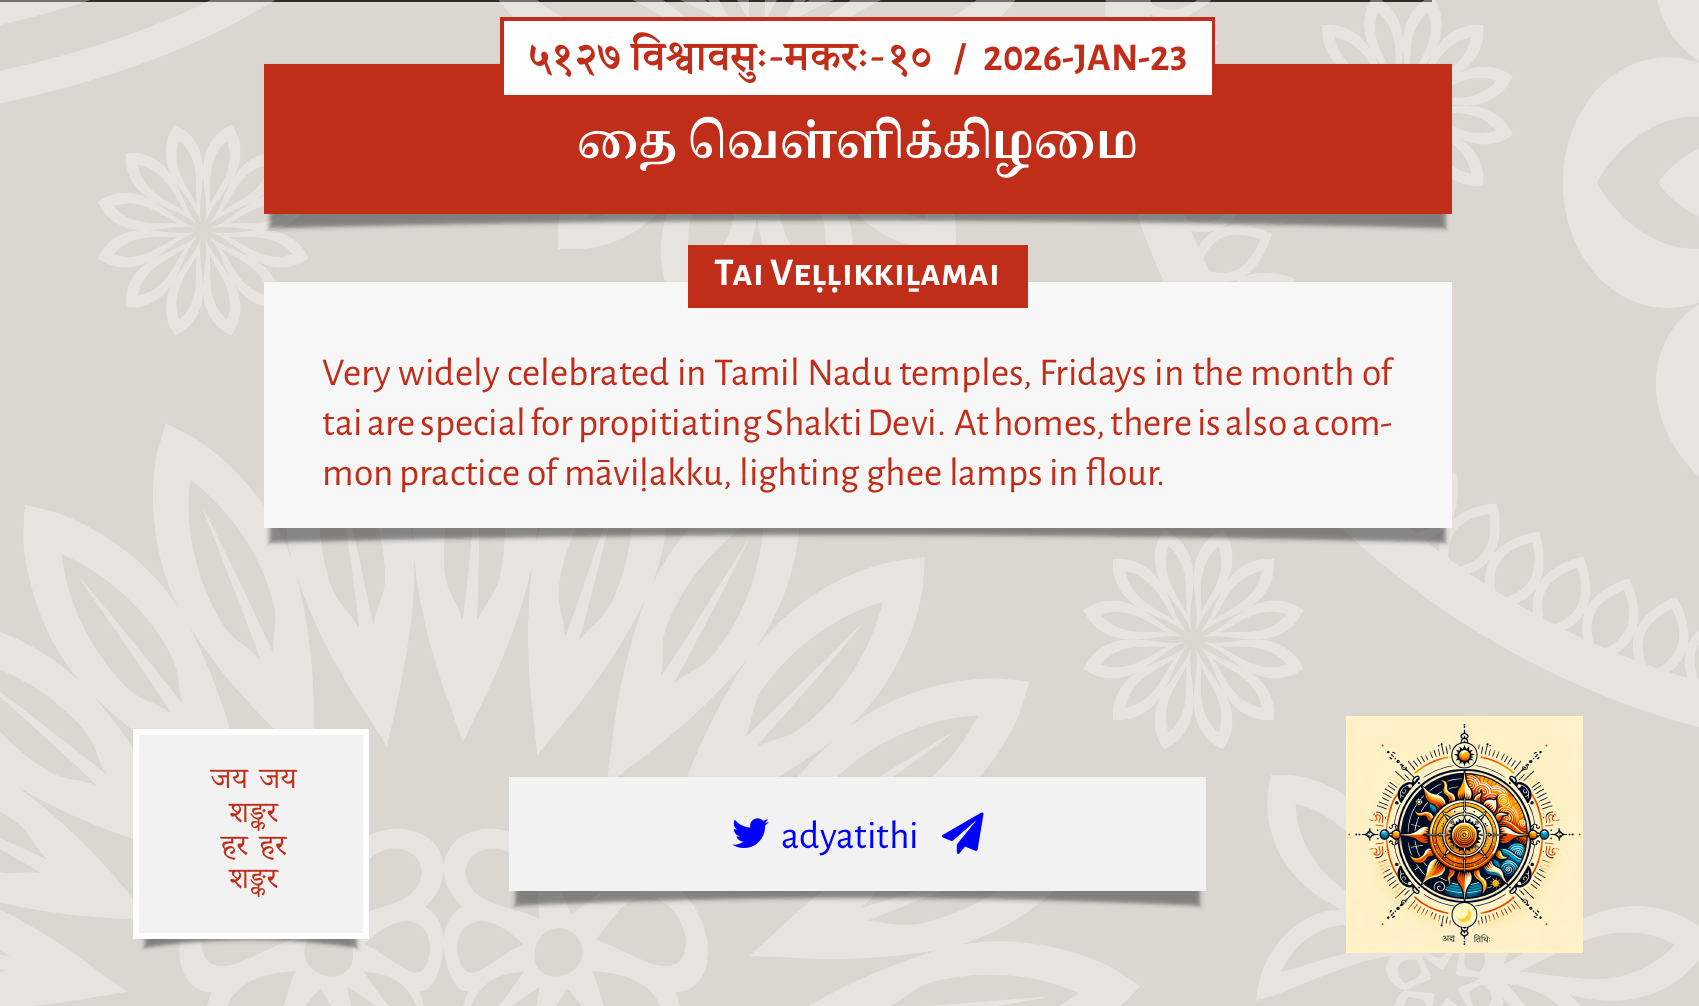 ५१२७ विश्वावसुः-मकरः-१० / 2026-JAN-23
தை வெள்ளிக்கிழமை
Tai Veḷḷikkiḻamai
Very widely celebrated in Tamil Nadu temples, Fridays in the month of
tai are special for propitiating Shakti Devi. At homes, there is also a com-
mon practice of māviḷakku, lighting ghee lamps in flour.
जय जय
शङ्कर
हर हर
शङ्कर
adyatithi
अद्य तिथिः